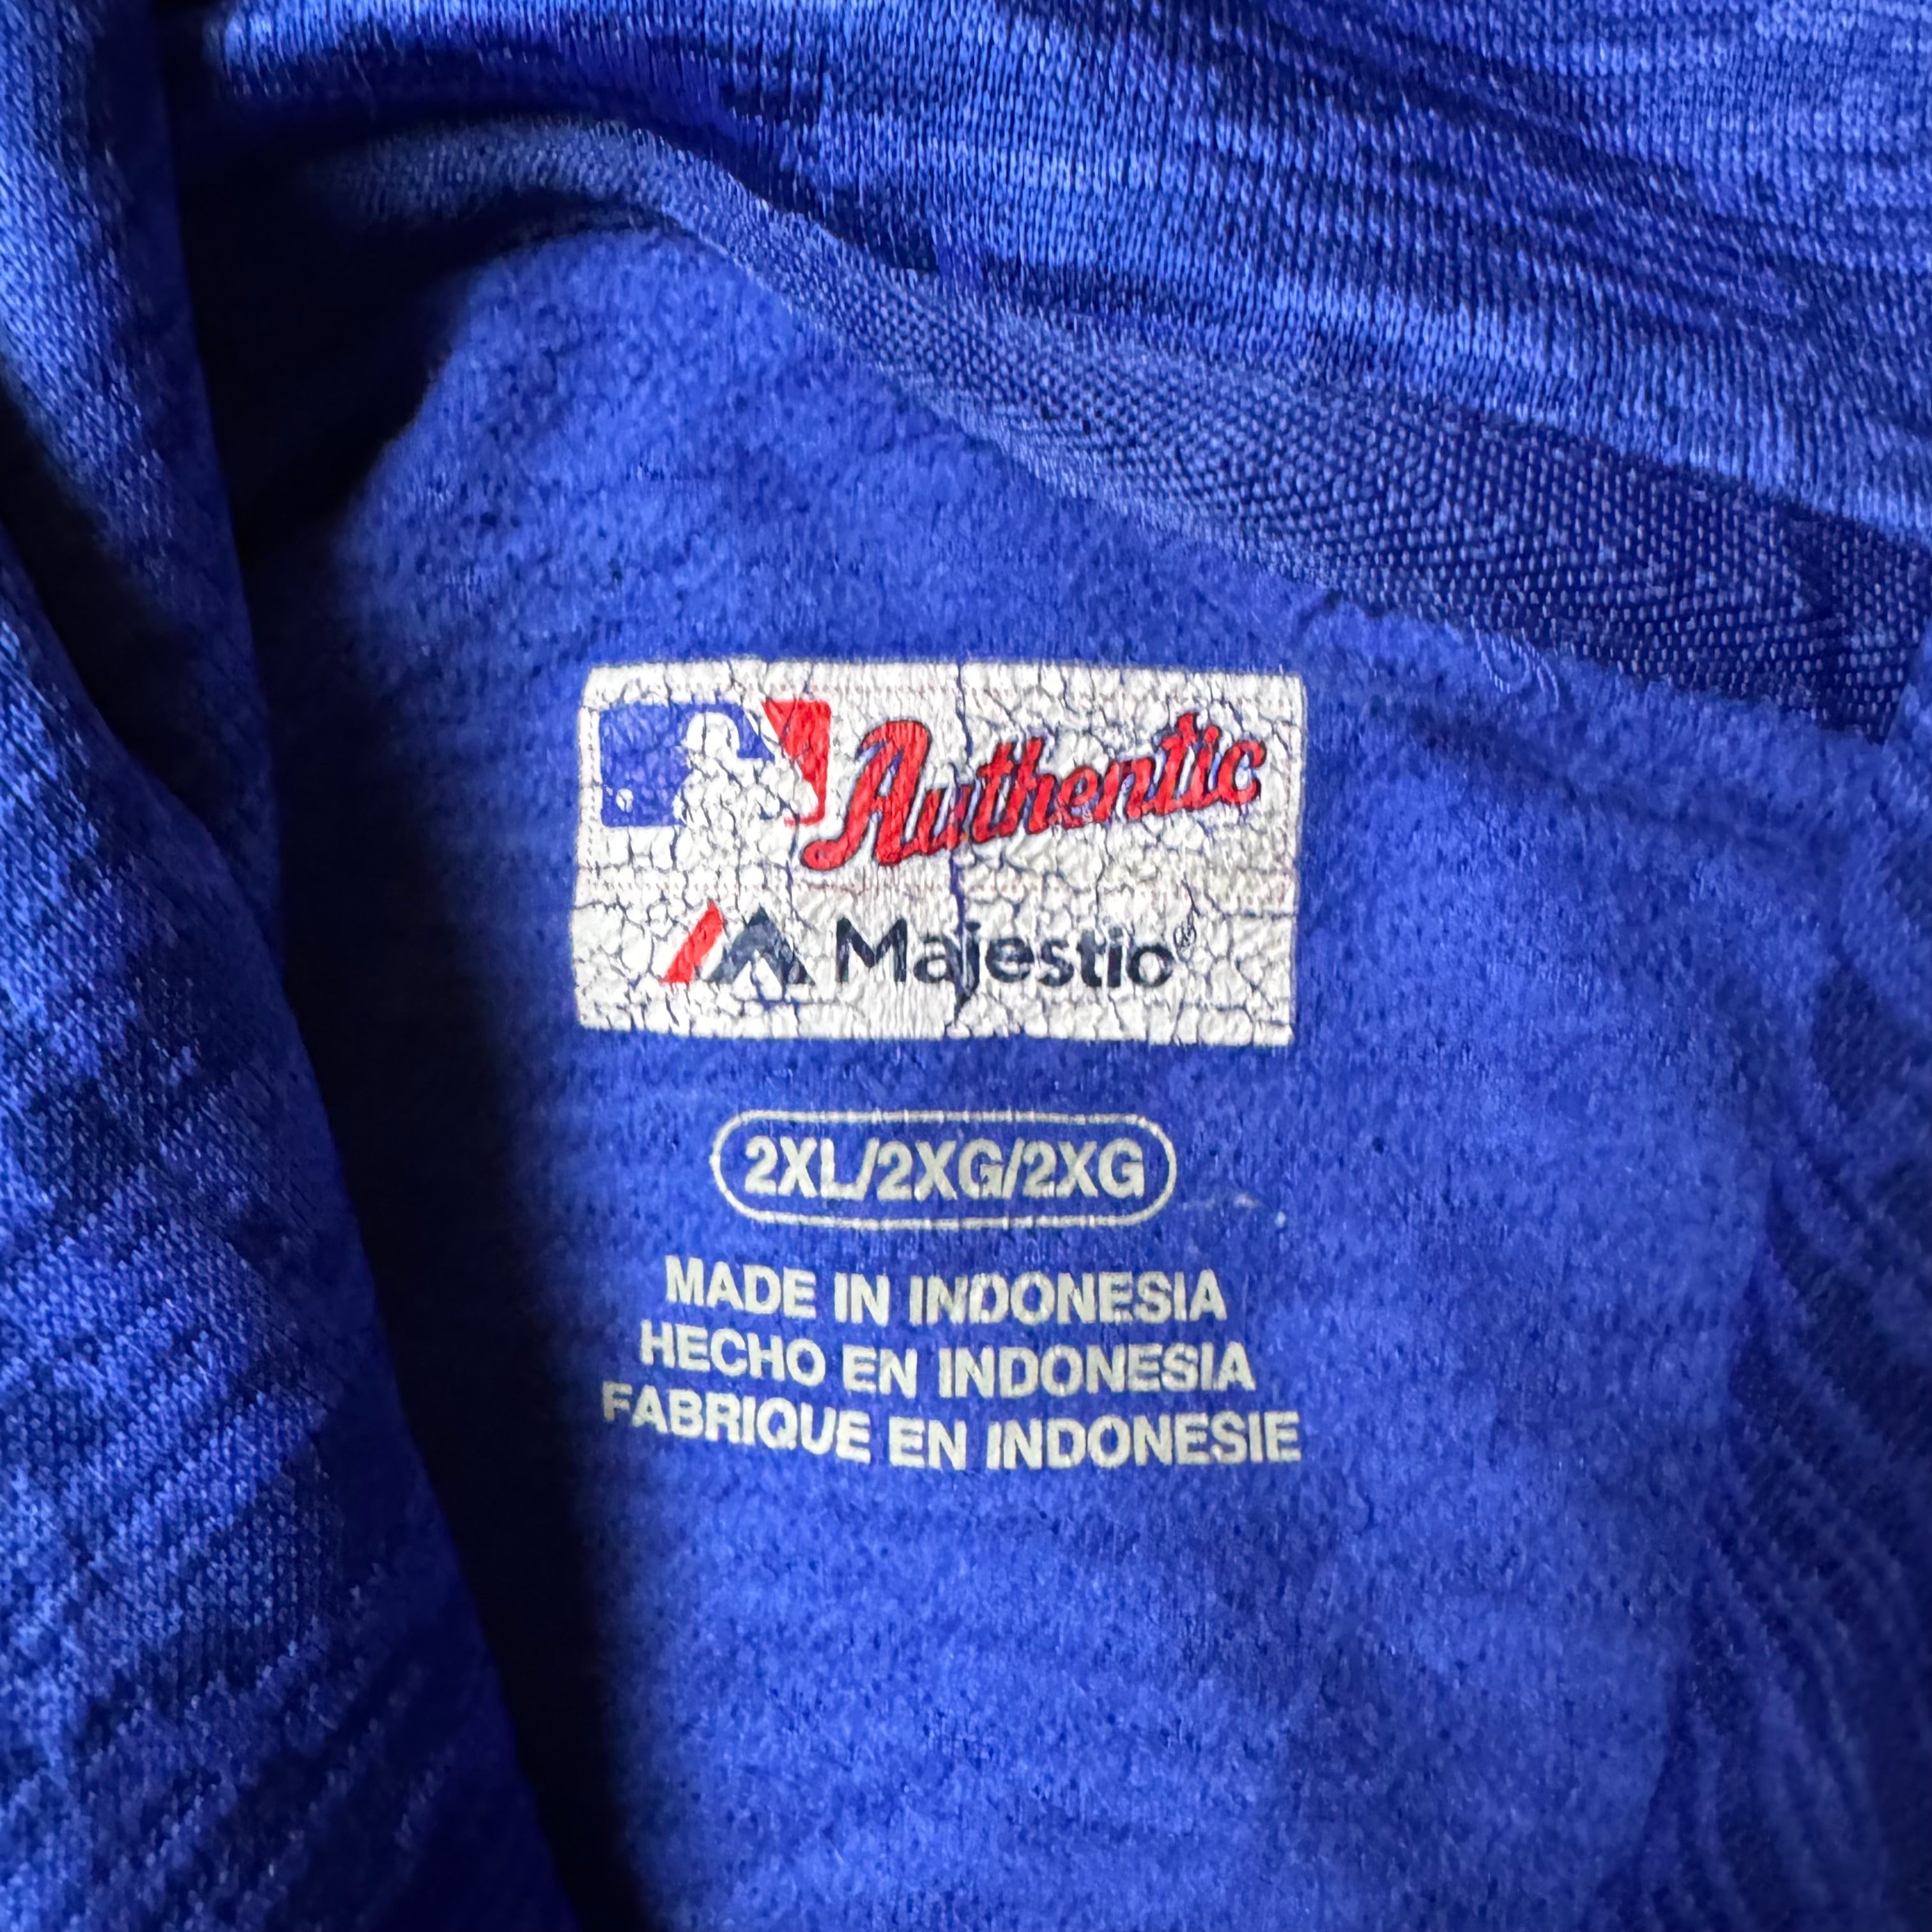 Authentic
Majestic®
2XL/2XG/2XG
MADE IN INDONESIA
HECHO EN INDONESIA
FABRIQUE EN INDONESIE